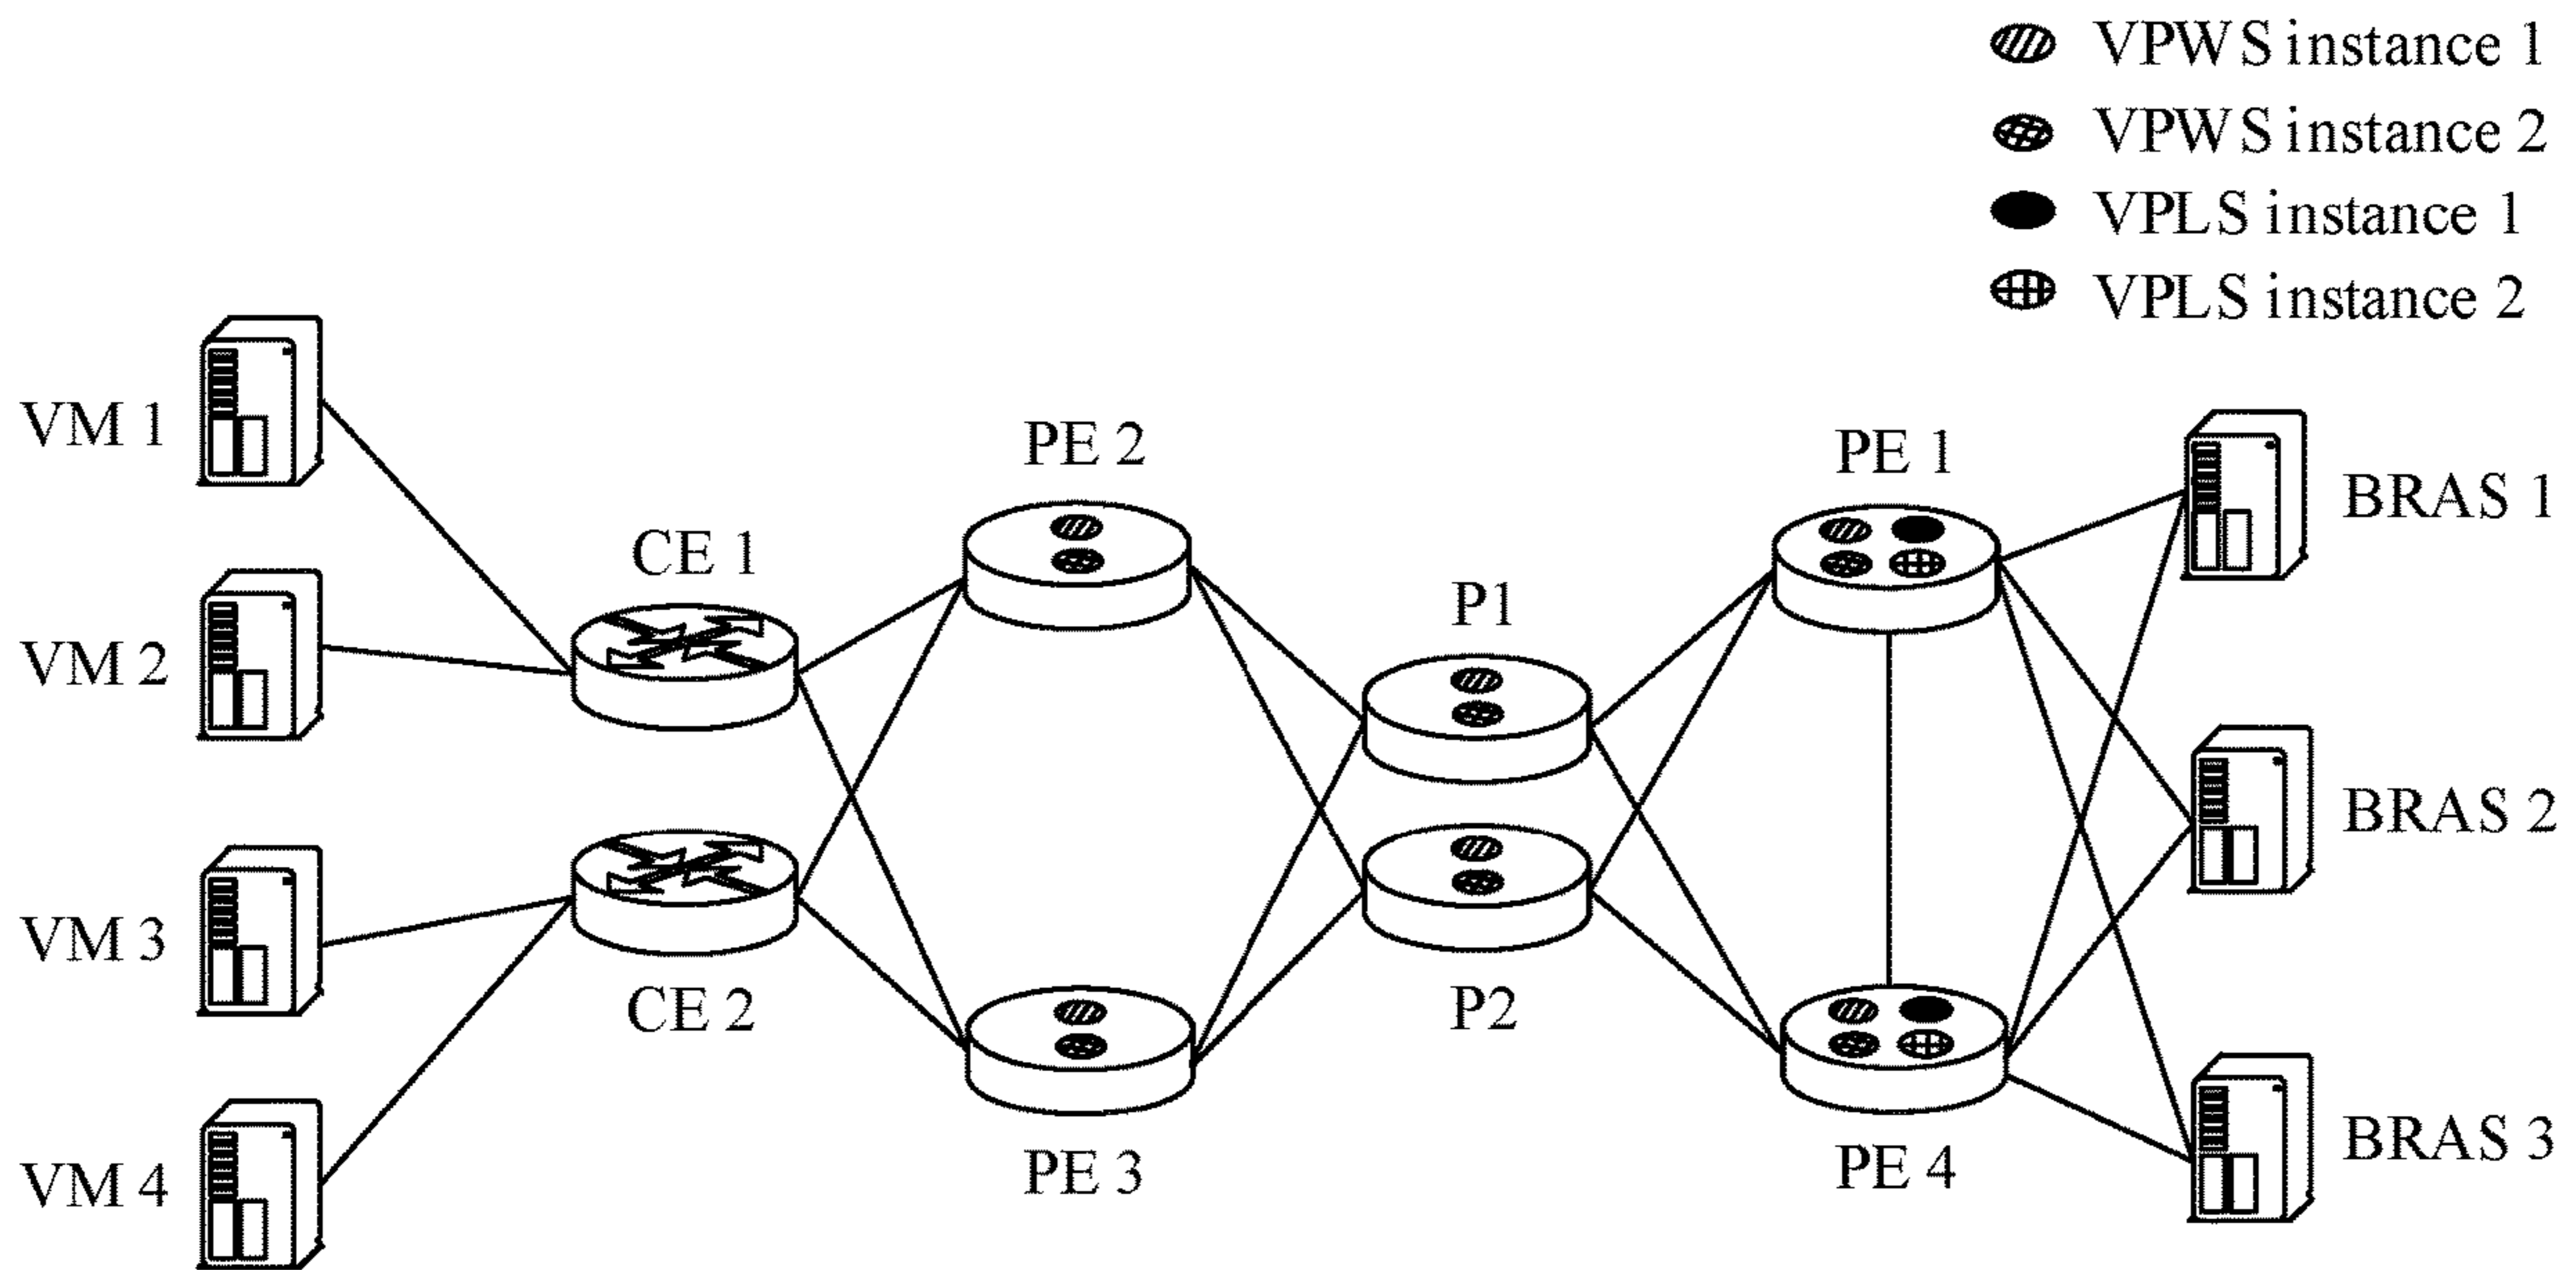 VPWS instance 1
VPWS instance 2
VPLS instance 1
VPLS instance 2
VM 1
VM 2
VM 3
VM 4
CE 1
CE 2
PE 2
PE 3
P1
P2
PE 1
PE 4
BRAS 1
BRAS 2
BRAS 3